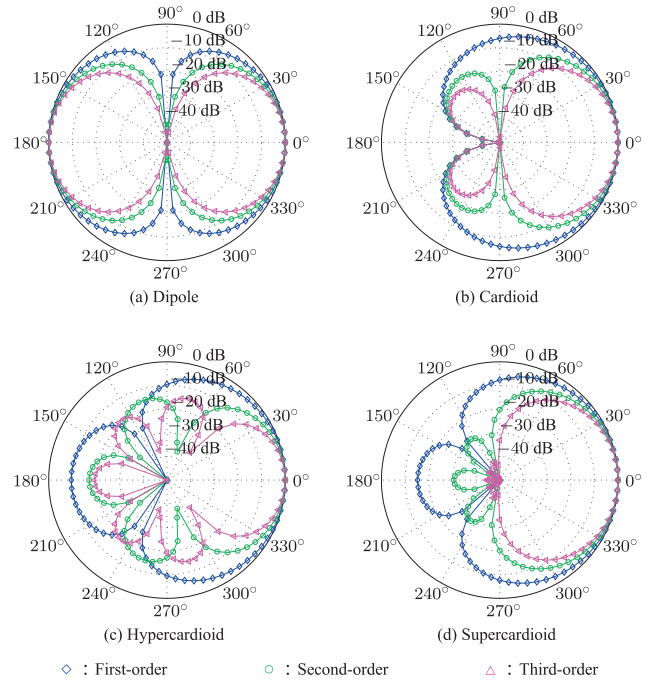 90° 0 dB
120° 60°
−10 dB
150° −20 dB 30°
−30 dB
−40 dB
180° 0°
210° 330°
240° 300°
270°
(a) Dipole
90° 0 dB
120° 60°
−10 dB
150° −20 dB 30°
−30 dB
−40 dB
180° 0°
210° 330°
240° 300°
270°
(b) Cardioid
90° 0 dB
120° 60°
−10 dB
150° −20 dB 30°
−30 dB
−40 dB
180° 0°
210° 330°
240° 300°
270°
(c) Hypercardioid
90° 0 dB
120° 60°
−10 dB
150° −20 dB 30°
−30 dB
−40 dB
180° 0°
210° 330°
240° 300°
270°
(d) Supercardioid
: First-order : Second-order : Third-order